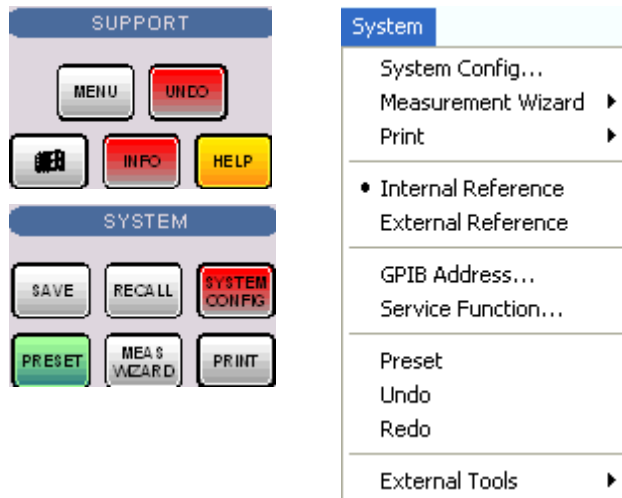 SUPPORT
MENU
UNDO
INFO
HELP
SYSTEM
SAVE
RECALL
SYSTEM
CONFIG
PRESET
MEAS
WIZARD
PRINT
System
System Config...
Measurement Wizard
Print
Internal Reference
External Reference
GPIB Address...
Service Function...
Preset
Undo
Redo
External Tools